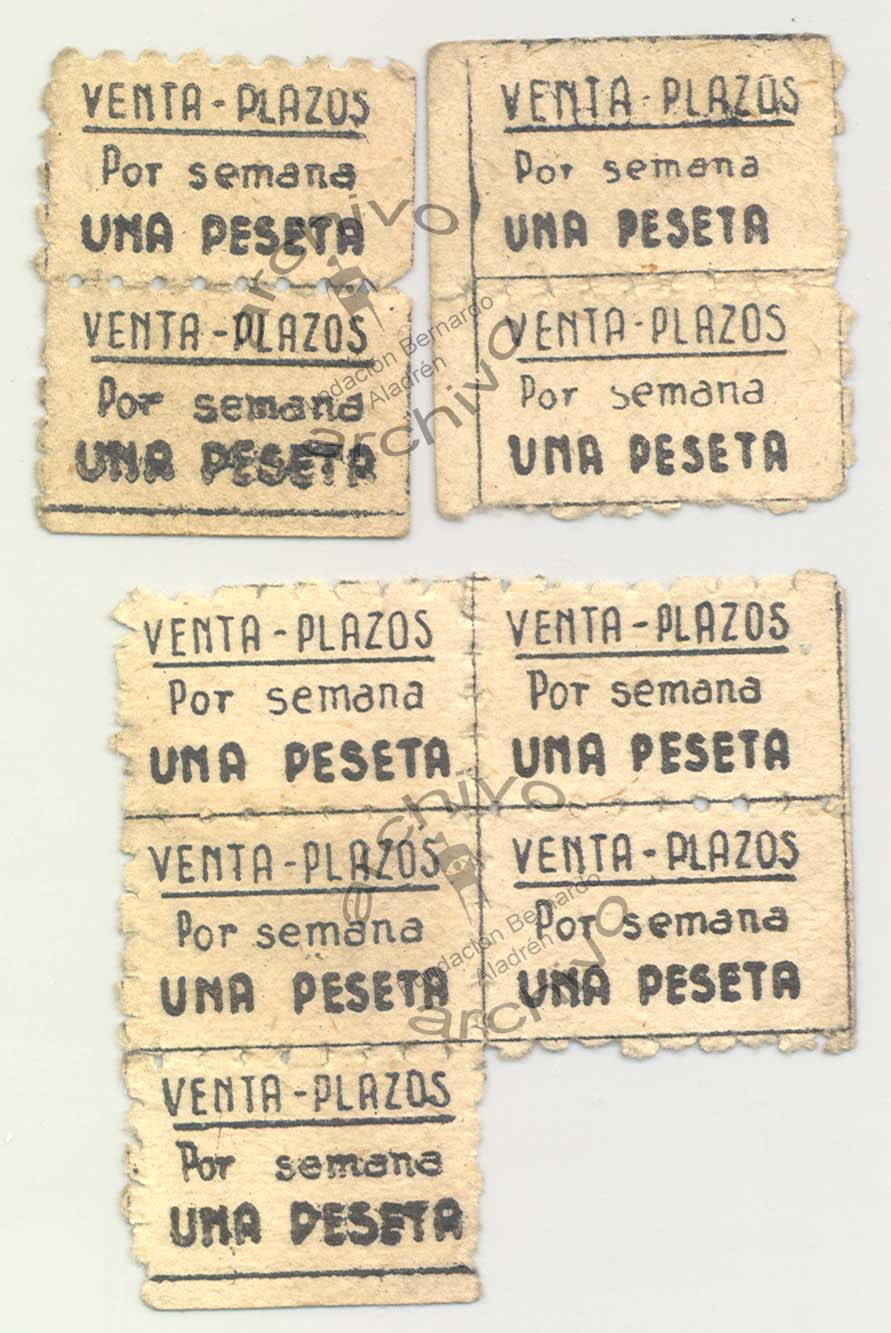 VENTA - PLAZOS
Por semana
UNA PESETA
VENTA - PLAZOS
Por semana
UNA PESETA
VENTA - PLAZOS
Por semana
UNA PESETA
VENTA - PLAZOS
Por semana
UNA PESETA
archivo
Fundación Bernardo
Aladrén
archivo
VENTA - PLAZOS
Por semana
UNA PESETA
VENTA - PLAZOS
Por semana
UNA PESETA
VENTA - PLAZOS
Por semana
UNA PESETA
VENTA - PLAZOS
Por semana
UNA PESETA
archivo
Fundación Bernardo
Aladrén
archivo
VENTA - PLAZOS
Por semana
UNA PESETA